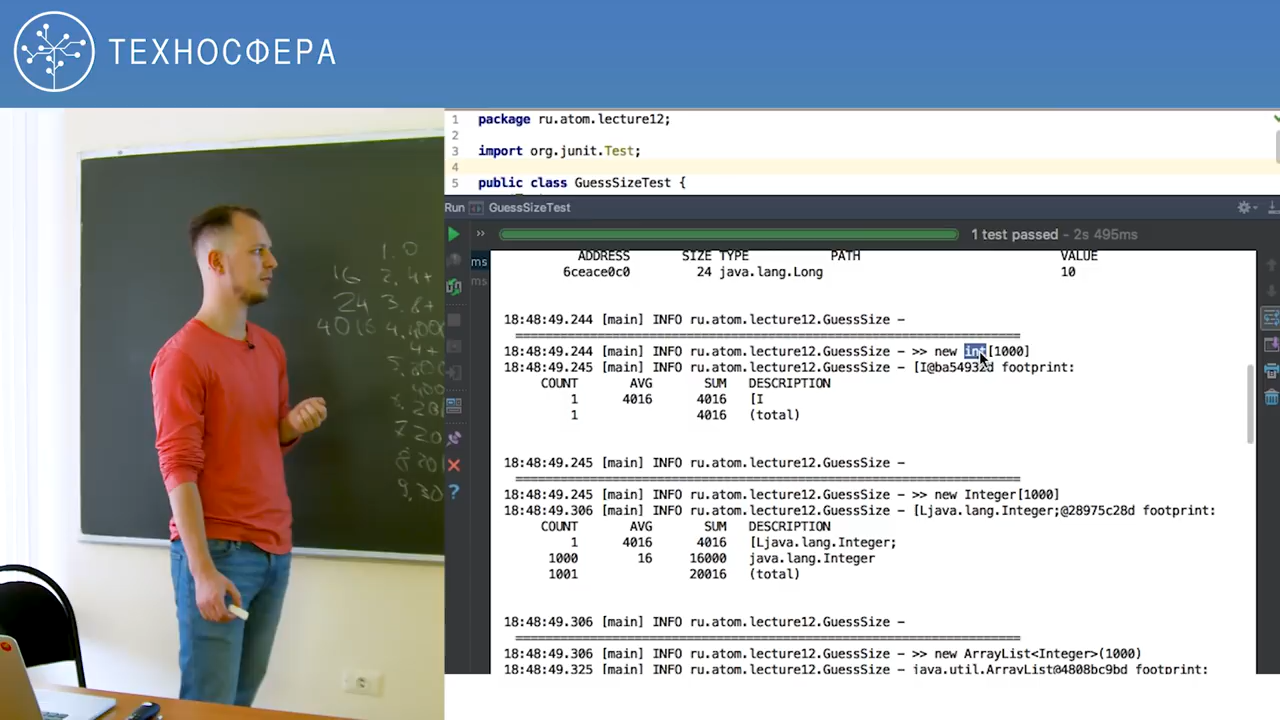 ТЕХНОСФЕРА
1 package ru.atom.lecture12;
2
3 import org.junit.Test;
4
5 public class GuessSizeTest {
Run GuessSizeTest
1 test passed - 2s 495ms
ms
ms
ADDRESS SIZE TYPE PATH VALUE
6ceace0c0 24 java.lang.Long 10
18:48:49.244 [main] INFO ru.atom.lecture12.GuessSize -
18:48:49.244 [main] INFO ru.atom.lecture12.GuessSize - >> new int[1000]
18:48:49.245 [main] INFO ru.atom.lecture12.GuessSize - [I@ba54932d footprint:
COUNT AVG SUM DESCRIPTION
1 4016 4016 [I
1 4016 (total)
18:48:49.245 [main] INFO ru.atom.lecture12.GuessSize -
18:48:49.245 [main] INFO ru.atom.lecture12.GuessSize - >> new Integer[1000]
18:48:49.306 [main] INFO ru.atom.lecture12.GuessSize - [Ljava.lang.Integer;@28975c28d footprint:
COUNT AVG SUM DESCRIPTION
1 4016 4016 [Ljava.lang.Integer;
1000 16 16000 java.lang.Integer
1001 20016 (total)
18:48:49.306 [main] INFO ru.atom.lecture12.GuessSize -
18:48:49.306 [main] INFO ru.atom.lecture12.GuessSize - >> new ArrayList<Integer>(1000)
18:48:49.325 [main] INFO ru.atom.lecture12.GuessSize - java.util.ArrayList@4808bc9bd footprint:
1. 0
16 2. 4+
24 3. 8+
4016 4.
4+
5.
7. 20
9. 30